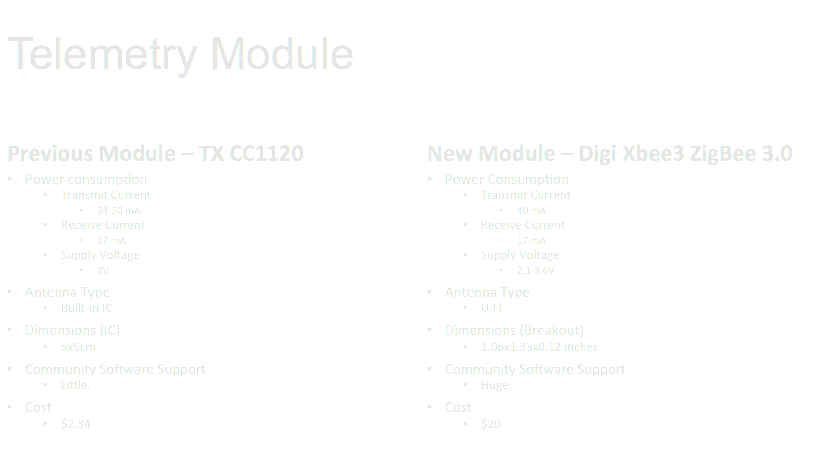 Telemetry Module
Previous Module – TX CC1120
• Power consumption
• Transmit Current
• 34-50 mA
• Receive Current
• 17 mA
• Supply Voltage
• 3V
• Antenna Type
• Built-in IC
• Dimensions (IC)
• 5x5cm
• Community Software Support
• Little.
• Cost
• $2.34
New Module – Digi Xbee3 ZigBee 3.0
• Power Consumption
• Transmit Current
• 40 mA
• Receive Current
• 17 mA
• Supply Voltage
• 2.1-3.6V
• Antenna Type
• U.H
• Dimensions (Breakout)
• 1.06x1.33x0.12 inches
• Community Software Support
• Huge.
• Cost
• $20